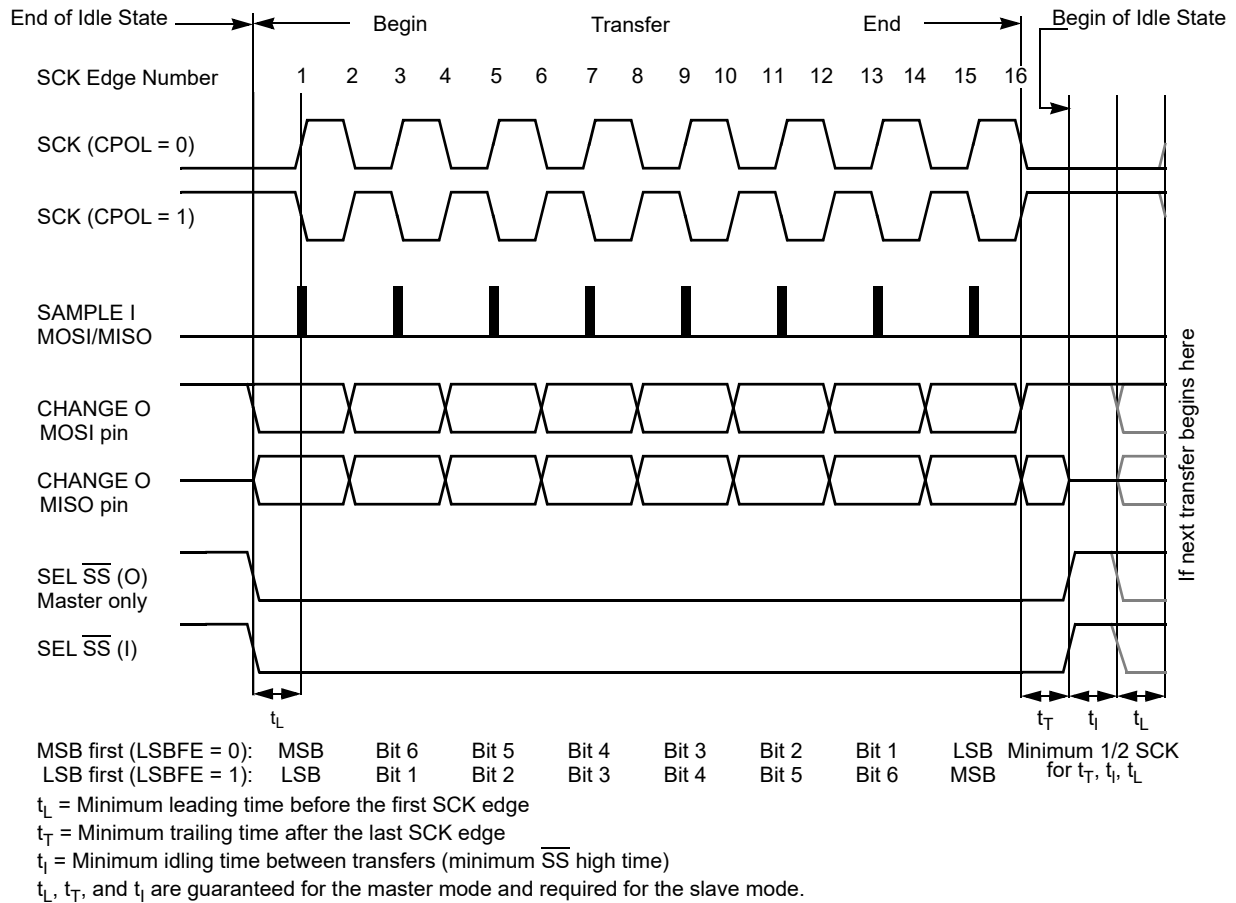 End of Idle State
Begin
Transfer
End
Begin of Idle State
SCK Edge Number
1 2 3 4 5 6 7 8 9 10 11 12 13 14 15 16
SCK (CPOL = 0)
SCK (CPOL = 1)
SAMPLE I
MOSI/MISO
CHANGE O
MOSI pin
CHANGE O
MISO pin
SEL S̅S̅ (O)
Master only
SEL S̅S̅ (I)
If next transfer begins here
tL
tT tI tL
MSB first (LSBFE = 0): MSB Bit 6 Bit 5 Bit 4 Bit 3 Bit 2 Bit 1 LSB Minimum 1/2 SCK
LSB first (LSBFE = 1): LSB Bit 1 Bit 2 Bit 3 Bit 4 Bit 5 Bit 6 MSB for tT, tI, tL
tL = Minimum leading time before the first SCK edge
tT = Minimum trailing time after the last SCK edge
tI = Minimum idling time between transfers (minimum S̅S̅ high time)
tL, tT, and tI are guaranteed for the master mode and required for the slave mode.